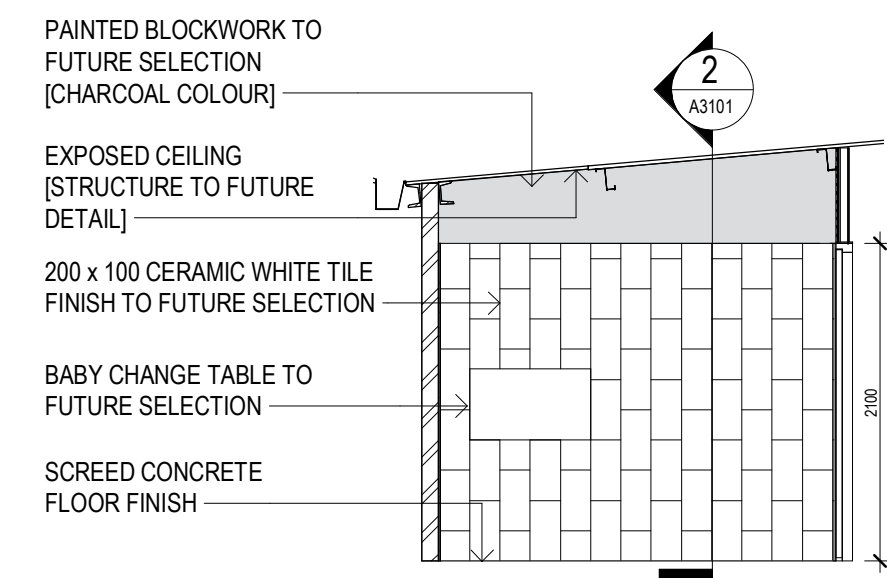 PAINTED BLOCKWORK TO
FUTURE SELECTION
[CHARCOAL COLOUR]
EXPOSED CEILING
[STRUCTURE TO FUTURE
DETAIL]
200 x 100 CERAMIC WHITE TILE
FINISH TO FUTURE SELECTION
BABY CHANGE TABLE TO
FUTURE SELECTION
SCREED CONCRETE
FLOOR FINISH
2
A3101
2100